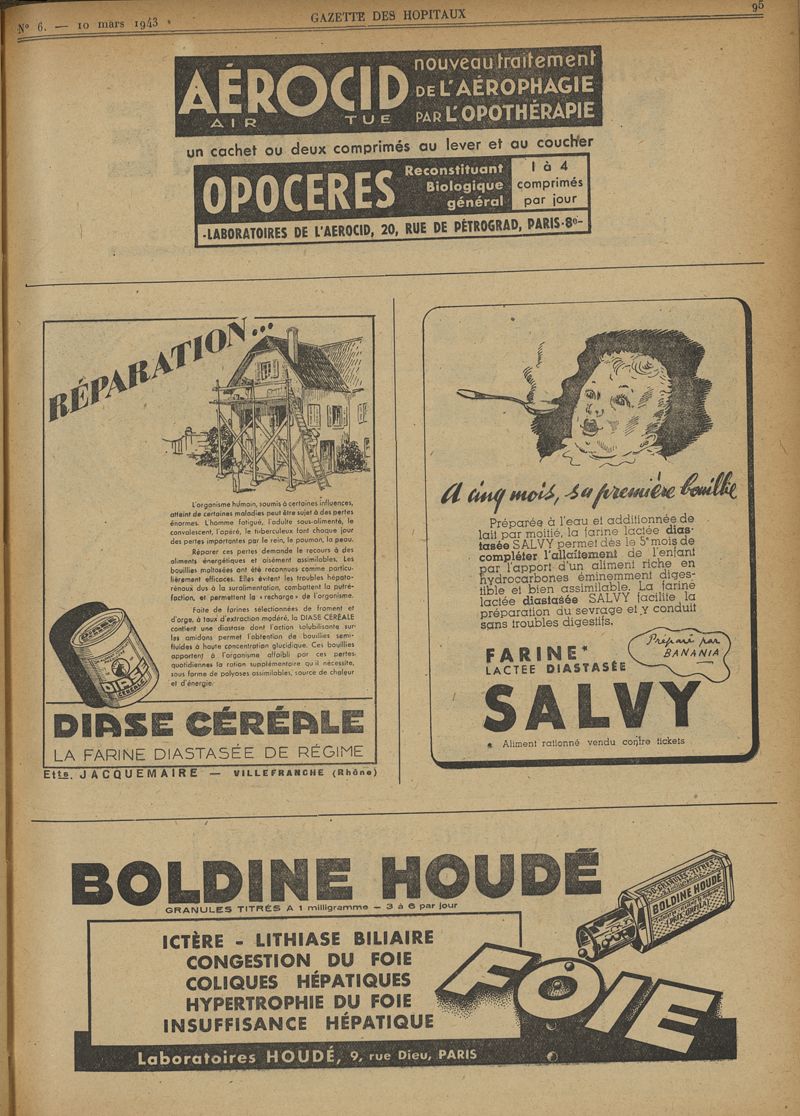 Nº 6. — 10 mars 1943
GAZETTE DES HOPITAUX
95
AÉROCID
AIR TUE
nouveau traitement
DE L'AÉROPHAGIE
PAR L'OPOTHÉRAPIE
un cachet ou deux comprimés au lever et au coucher
OPOCERES
Reconstituant
Biologique
général
1 à 4
comprimés
par jour
-LABORATOIRES DE L'AEROCID, 20, RUE DE PÉTROGRAD, PARIS-8e-
RÉPARATION...
L'organisme humain, soumis à certaines influences,
atteint de certaines maladies peut être sujet à des pertes
énormes. L'homme fatigué, l'adulte sous-alimenté, le
convalescent, l'opéré, le tuberculeux font chaque jour
des pertes importantes par le rein, le poumon, la peau.
Réparer ces pertes demande le recours à des
aliments énergétiques et aisément assimilables. Les
bouillies maltosées ont été reconnues comme particu-
lièrement efficaces. Elles évitent les troubles hépato-
rénaux dus à la suralimentation, combattent la putré-
faction, et permettent la « recharge » de l'organisme.
Faite de farines sélectionnées de froment et
d'orge, à taux d'extraction modéré, la DIASE CÉRÉALE
contient une diastase dont l'action solubilisante sur
les amidons permet l'obtention de bouillies semi-
fluides à haute concentration glucidique. Ces bouillies
apportent à l'organisme affaibli par ces pertes
quotidiennes la ration supplémentaire qu'il nécessite,
sous forme de polyoses assimilables, source de chaleur
et d'énergie.
DIASE
DIASE
CÉRÉALE
DIASE CÉRÉALE
LA FARINE DIASTASÉE DE RÉGIME
Etts. JACQUEMAIRE — VILLEFRANCHE (Rhône)
A cinq mois, sa première bouillie
Préparée à l'eau et additionnée de
lait par moitié, la farine lactée dias-
tasée SALVY permet dès le 5e mois de
compléter l'allaitement de l'enfant
par l'apport d'un aliment riche en
hydrocarbones éminemment diges-
tible et bien assimilable. La farine
lactée diastasée SALVY facilite la
préparation du sevrage et y conduit
sans troubles digestifs.
Préparé par
BANANIA
FARINE*
LACTÉE DIASTASÉE
SALVY
* Aliment rationné vendu contre tickets
BOLDINE HOUDÉ
GRANULES TITRÉS A 1 milligramme — 3 à 6 par jour
ICTÈRE - LITHIASE BILIAIRE
CONGESTION DU FOIE
COLIQUES HÉPATIQUES
HYPERTROPHIE DU FOIE
INSUFFISANCE HÉPATIQUE
50 GRANULES TITRÉS
BOLDINE HOUDÉ
FOIE
Laboratoires HOUDÉ, 9, rue Dieu, PARIS